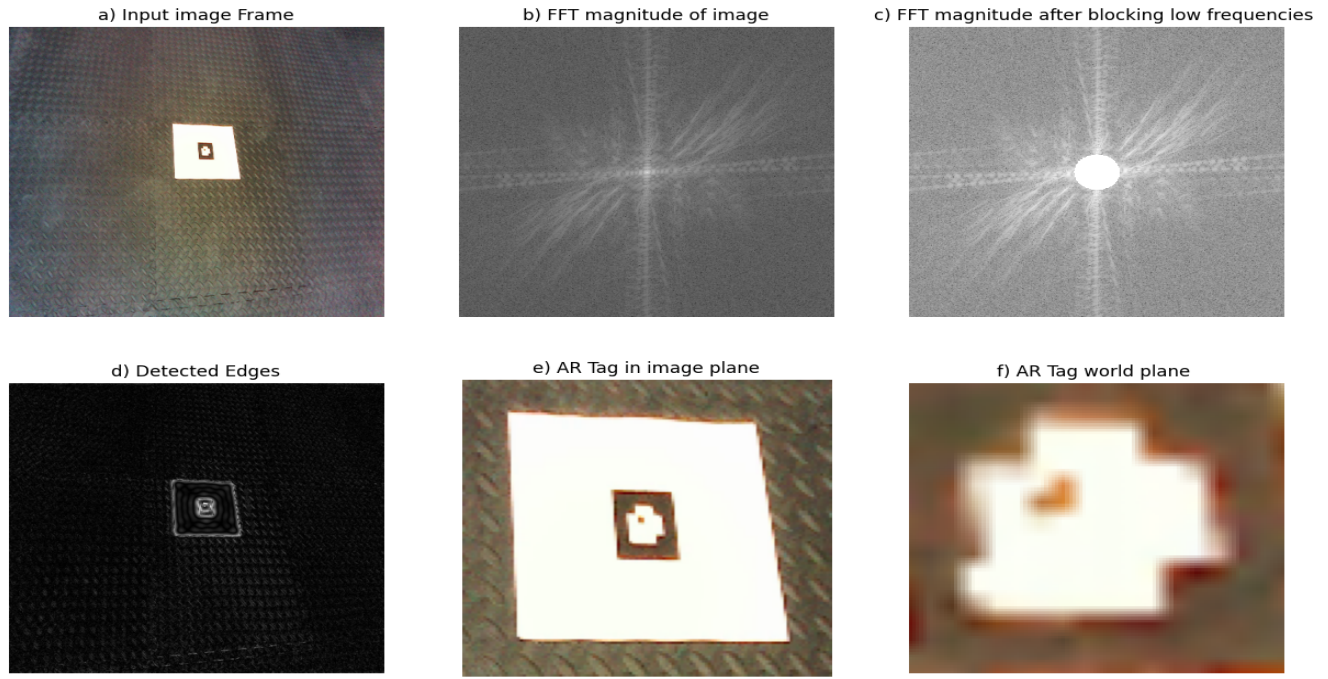 a) Input image Frame
b) FFT magnitude of image
c) FFT magnitude after blocking low frequencies
d) Detected Edges
e) AR Tag in image plane
f) AR Tag world plane